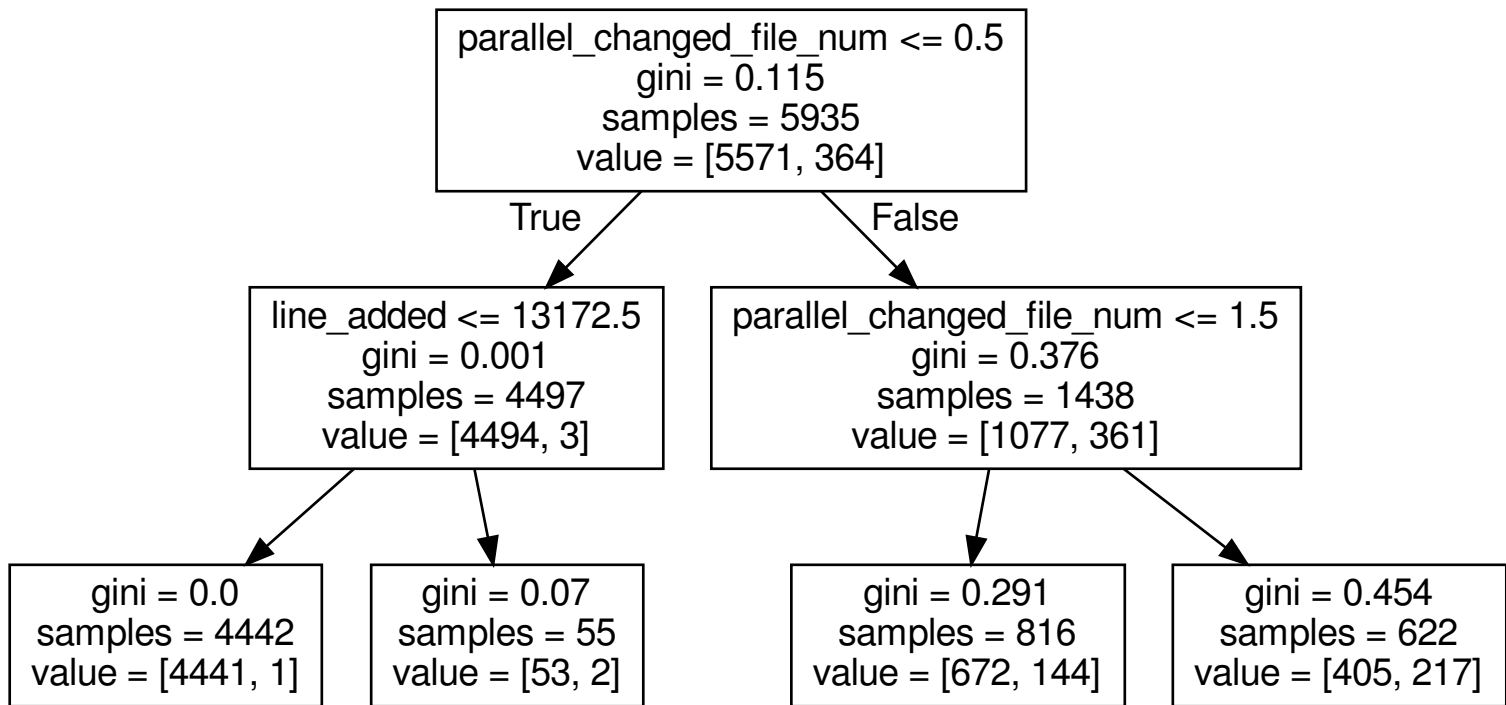 parallel_changed_file_num <= 0.5
gini = 0.115
samples = 5935
value = [5571, 364]
True
False
line_added <= 13172.5
gini = 0.001
samples = 4497
value = [4494, 3]
parallel_changed_file_num <= 1.5
gini = 0.376
samples = 1438
value = [1077, 361]
gini = 0.0
samples = 4442
value = [4441, 1]
gini = 0.07
samples = 55
value = [53, 2]
gini = 0.291
samples = 816
value = [672, 144]
gini = 0.454
samples = 622
value = [405, 217]